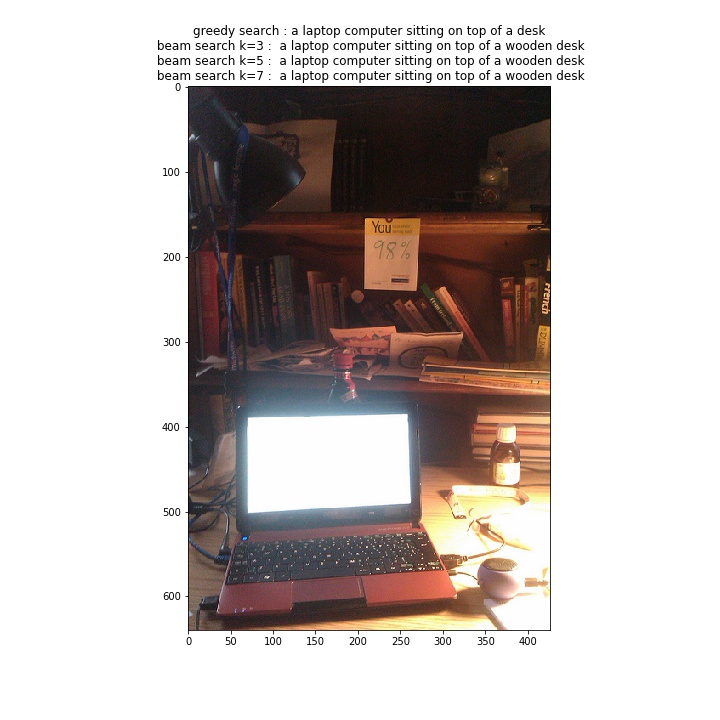 greedy search : a laptop computer sitting on top of a desk
beam search k=3 :  a laptop computer sitting on top of a wooden desk
beam search k=5 :  a laptop computer sitting on top of a wooden desk
beam search k=7 :  a laptop computer sitting on top of a wooden desk
0
100
200
300
400
500
600
You
98%
French
0 50 100 150 200 250 300 350 400